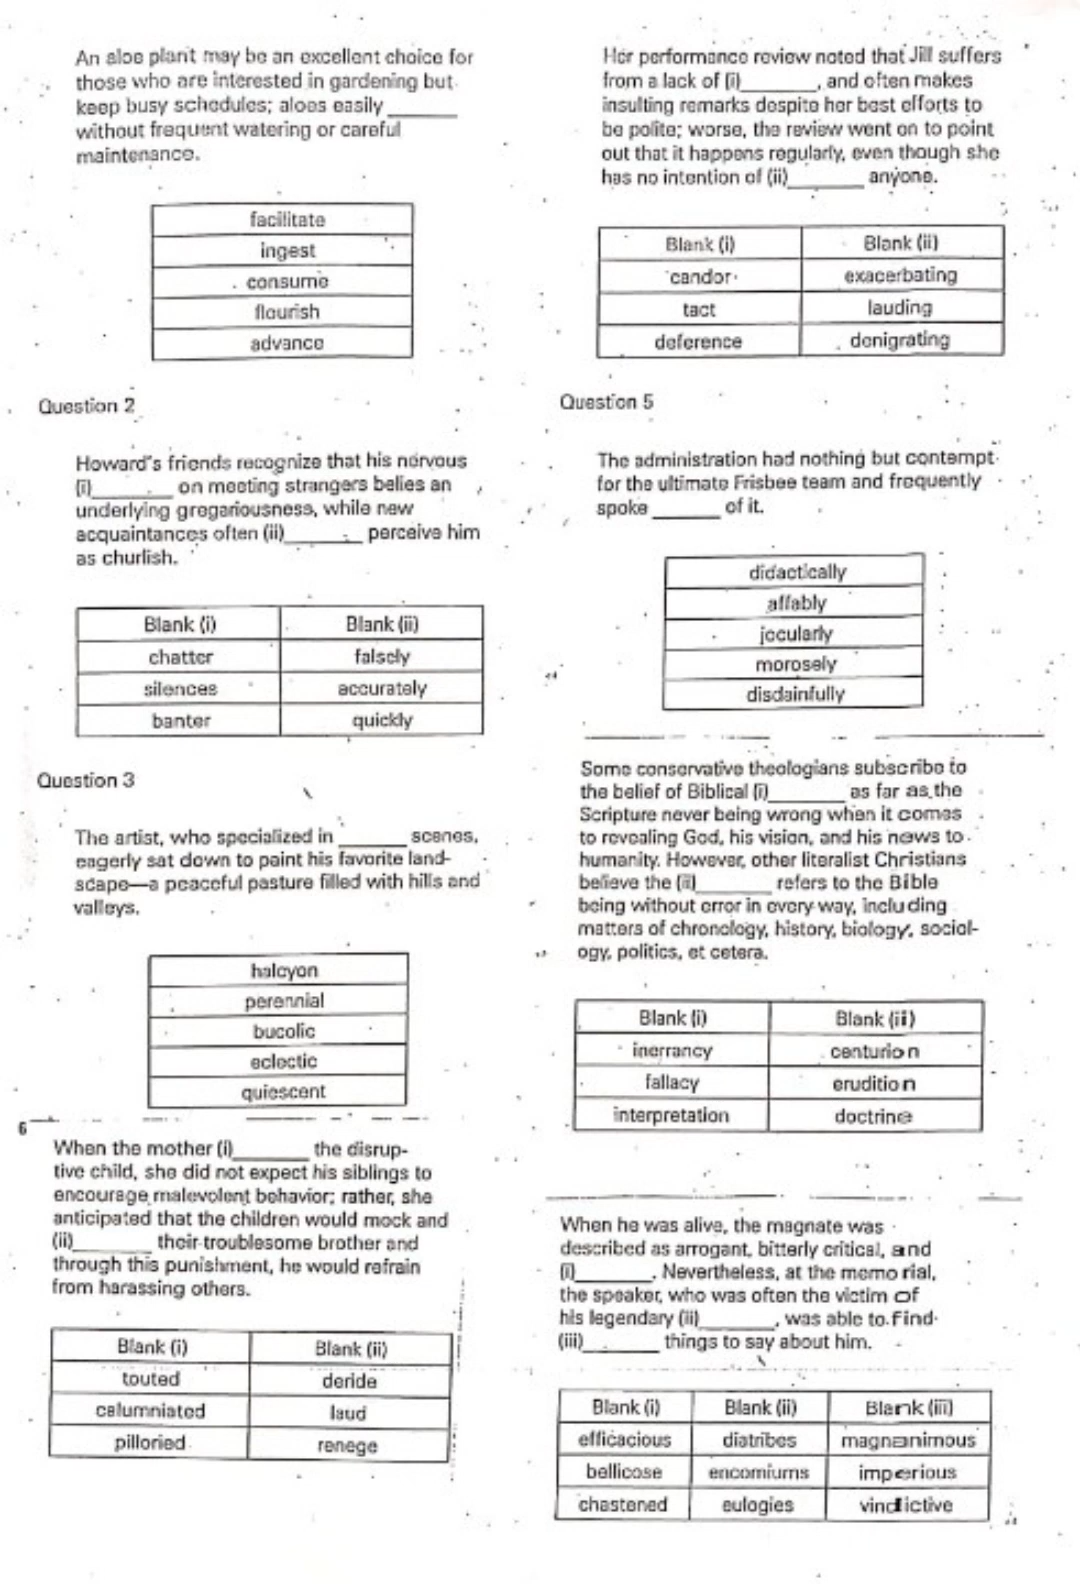 An aloe plant may be an excellent choice for
those who are interested in gardening but
keep busy schedules; aloes easily ________
without frequent watering or careful
maintenance.
facilitate
ingest
consume
flourish
advance
Question 2
Howard's friends recognize that his nervous
(i)________ on meeting strangers belies an
underlying gregariousness, while new
acquaintances often (ii)________ perceive him
as churlish.
Blank (i) Blank (ii)
chatter falsely
silences accurately
banter quickly
Question 3
The artist, who specialized in ________ scenes,
eagerly sat down to paint his favorite land-
scape—a peaceful pasture filled with hills and
valleys.
halcyon
perennial
bucolic
eclectic
quiescent
6
When the mother (i)________ the disrup-
tive child, she did not expect his siblings to
encourage malevolent behavior; rather, she
anticipated that the children would mock and
(ii)________ their troublesome brother and
through this punishment, he would refrain
from harassing others.
Blank (i) Blank (ii)
touted deride
calumniated laud
pilloried renege
Her performance review noted that Jill suffers
from a lack of (i)________, and often makes
insulting remarks despite her best efforts to
be polite; worse, the review went on to point
out that it happens regularly, even though she
has no intention of (ii)________ anyone.
Blank (i) Blank (ii)
candor exacerbating
tact lauding
deference denigrating
Question 5
The administration had nothing but contempt
for the ultimate Frisbee team and frequently
spoke ________ of it.
didactically
affably
jocularly
morosely
disdainfully
Some conservative theologians subscribe to
the belief of Biblical (i)________ as far as the
Scripture never being wrong when it comes
to revealing God, his vision, and his news to
humanity. However, other literalist Christians
believe the (ii)________ refers to the Bible
being without error in every way, including
matters of chronology, history, biology, sociol-
ogy, politics, et cetera.
Blank (i) Blank (ii)
inerrancy centurion
fallacy erudition
interpretation doctrine
When he was alive, the magnate was
described as arrogant, bitterly critical, and
(i)________. Nevertheless, at the memorial,
the speaker, who was often the victim of
his legendary (ii)________, was able to find
(iii)________ things to say about him.
Blank (i) Blank (ii) Blank (iii)
efficacious diatribes magnanimous
bellicose encomiums imperious
chastened eulogies vindictive